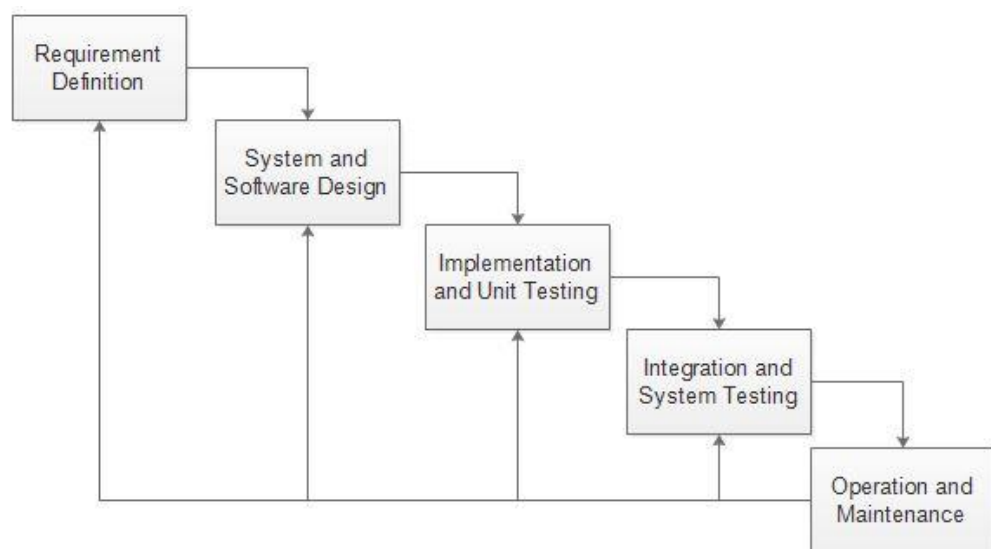 Requirement
Definition
System and
Software Design
Implementation
and Unit Testing
Integration and
System Testing
Operation and
Maintenance